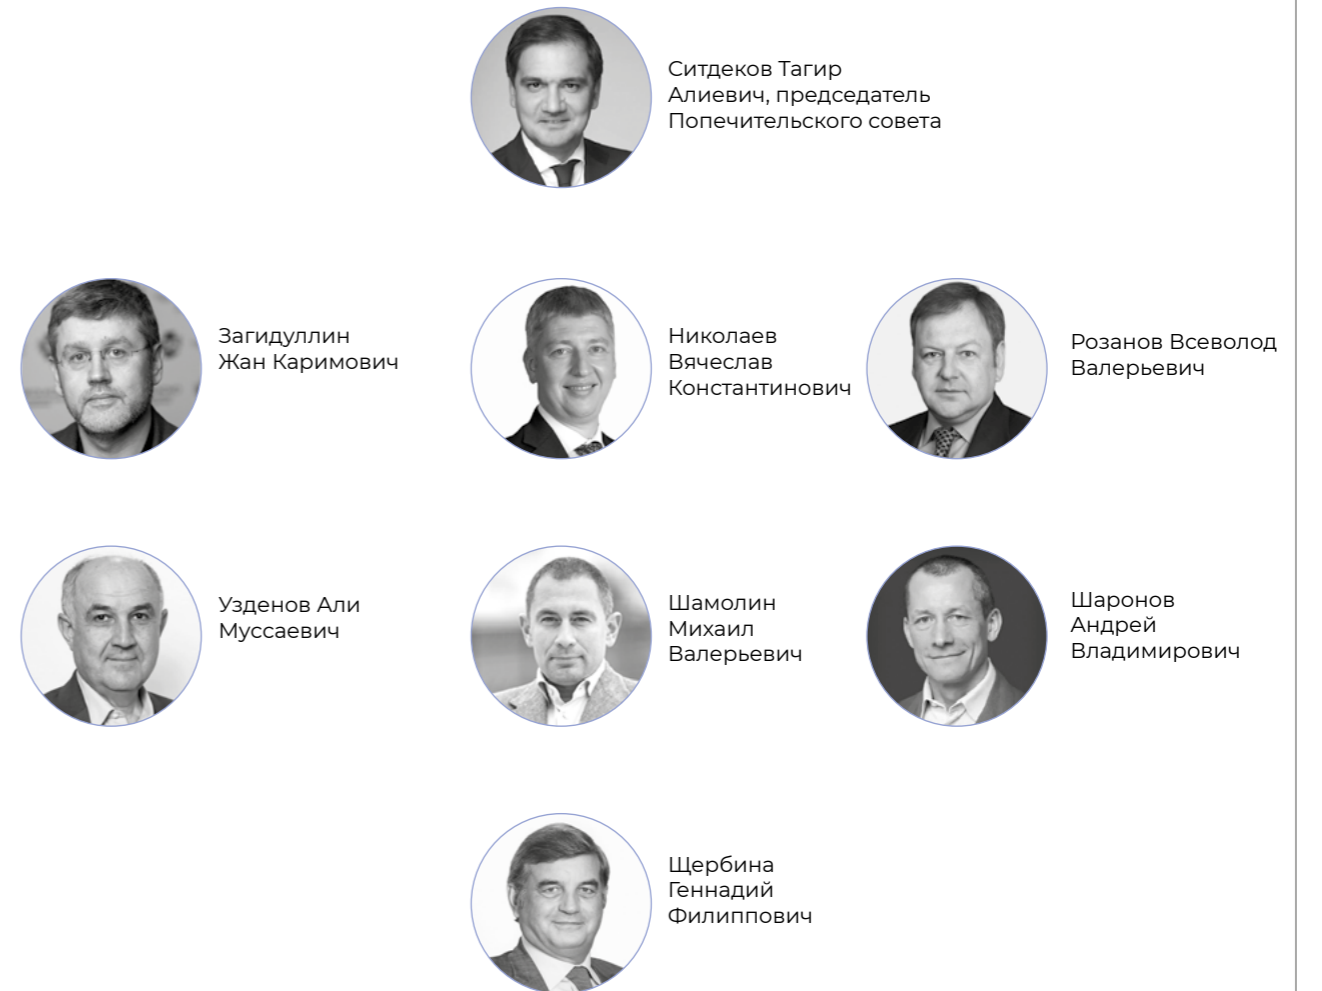 Ситдеков Тагир
Алиевич, председатель
Попечительского совета
Загидуллин
Жан Каримович
Николаев
Вячеслав
Константинович
Розанов Всеволод
Валерьевич
Узденов Али
Муссаевич
Шамолин
Михаил
Валерьевич
Шаронов
Андрей
Владимирович
Щербина
Геннадий
Филиппович